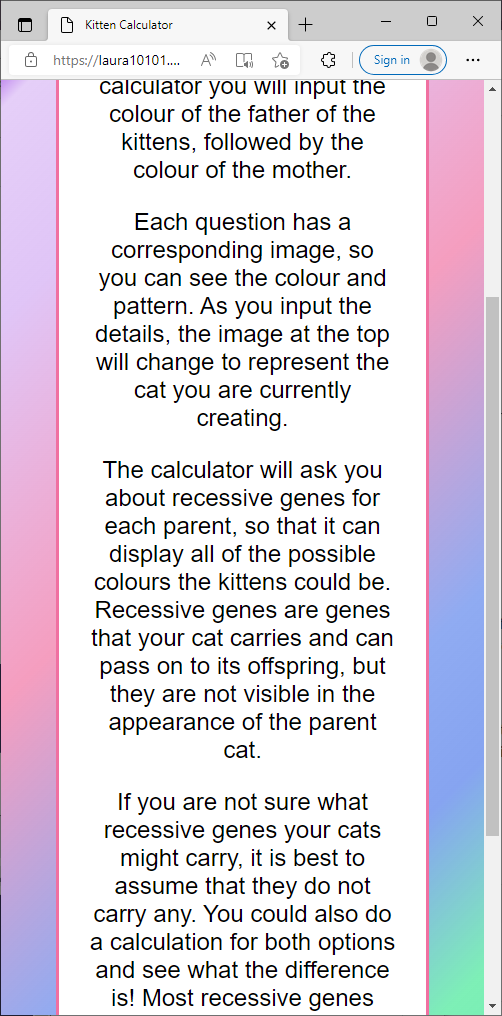 Kitten Calculator
https://laura10101....
Sign in
calculator you will input the
colour of the father of the
kittens, followed by the
colour of the mother.
Each question has a
corresponding image, so
you can see the colour and
pattern. As you input the
details, the image at the top
will change to represent the
cat you are currently
creating.
The calculator will ask you
about recessive genes for
each parent, so that it can
display all of the possible
colours the kittens could be.
Recessive genes are genes
that your cat carries and can
pass on to its offspring, but
they are not visible in the
appearance of the parent
cat.
If you are not sure what
recessive genes your cats
might carry, it is best to
assume that they do not
carry any. You could also do
a calculation for both options
and see what the difference
is! Most recessive genes